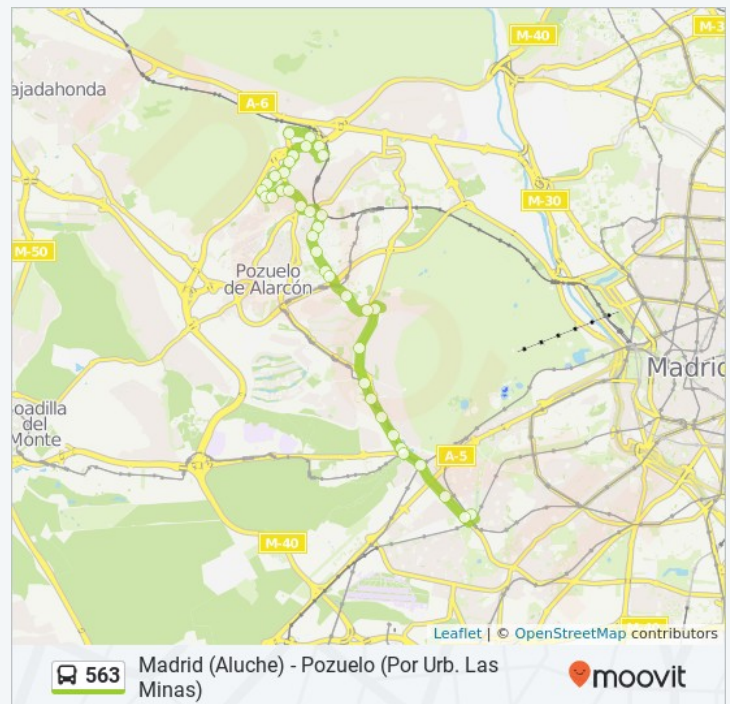 M-40
M-3
ajadahonda
A-6
M-30
M-50
Pozuelo
de Alarcón
Madrid
oadilla
del
Monte
A-5
M-40
Leaflet | © OpenStreetMap contributors
563
Madrid (Aluche) - Pozuelo (Por Urb. Las
Minas)
moovit